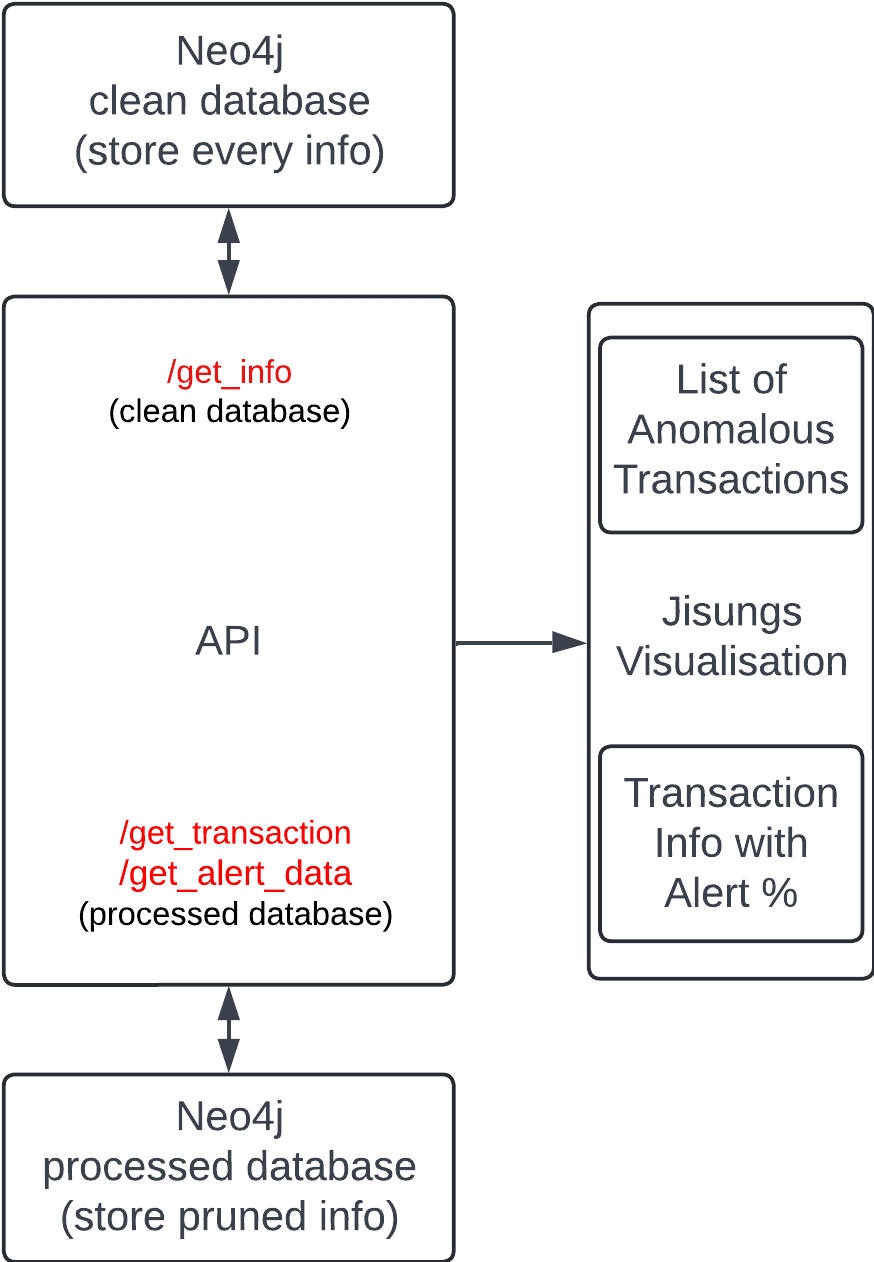 Neo4j
clean database
(store every info)
/get_info
(clean database)
API
/get_transaction
/get_alert_data
(processed database)
List of
Anomalous
Transactions
Jisungs
Visualisation
Transaction
Info with
Alert %
Neo4j
processed database
(store pruned info)